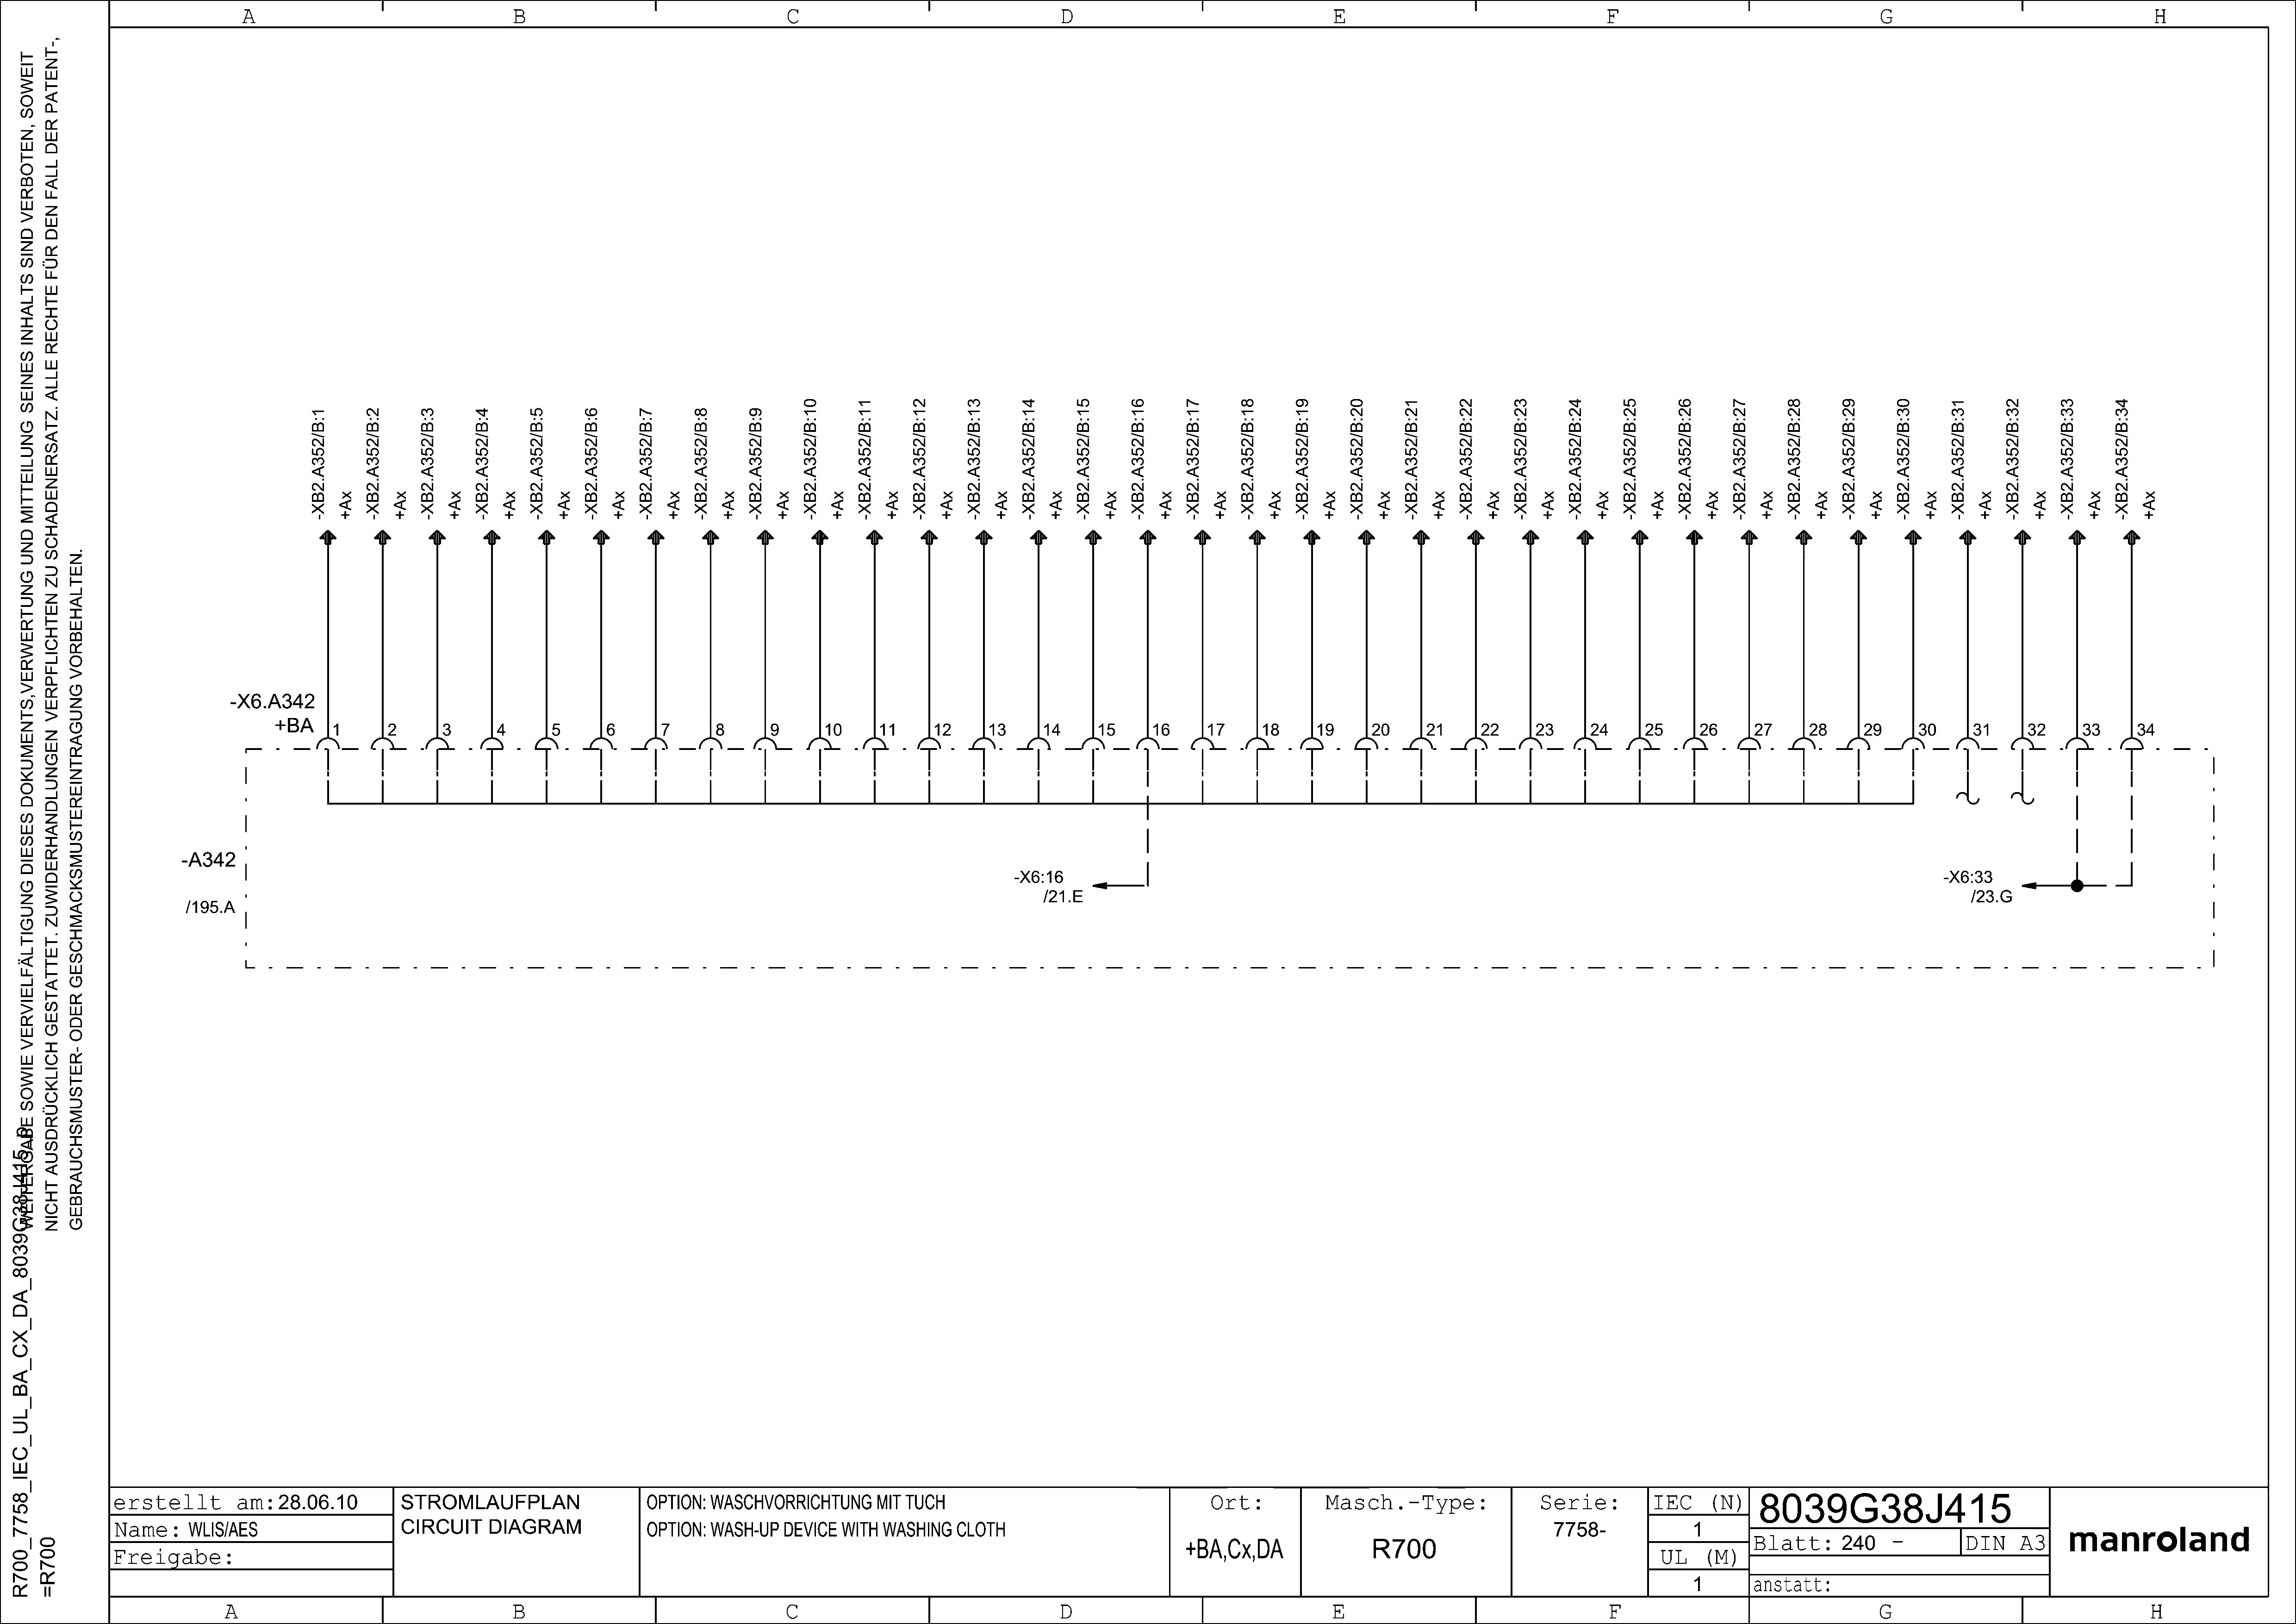 A B C D E F G H
WEITERGABE SOWIE VERVIELFÄLTIGUNG DIESES DOKUMENTS,VERWERTUNG UND MITTEILUNG SEINES INHALTS SIND VERBOTEN, SOWEIT
NICHT AUSDRÜCKLICH GESTATTET. ZUWIDERHANDLUNGEN VERPFLICHTEN ZU SCHADENERSATZ. ALLE RECHTE FÜR DEN FALL DER PATENT-,
GEBRAUCHSMUSTER- ODER GESCHMACKSMUSTEREINTRAGUNG VORBEHALTEN.
R700_7758_IEC_UL_BA_CX_DA_8039G38J415_p
=R700
-XB2.A352/B:1
+Ax
-XB2.A352/B:2
+Ax
-XB2.A352/B:3
+Ax
-XB2.A352/B:4
+Ax
-XB2.A352/B:5
+Ax
-XB2.A352/B:6
+Ax
-XB2.A352/B:7
+Ax
-XB2.A352/B:8
+Ax
-XB2.A352/B:9
+Ax
-XB2.A352/B:10
+Ax
-XB2.A352/B:11
+Ax
-XB2.A352/B:12
+Ax
-XB2.A352/B:13
+Ax
-XB2.A352/B:14
+Ax
-XB2.A352/B:15
+Ax
-XB2.A352/B:16
+Ax
-XB2.A352/B:17
+Ax
-XB2.A352/B:18
+Ax
-XB2.A352/B:19
+Ax
-XB2.A352/B:20
+Ax
-XB2.A352/B:21
+Ax
-XB2.A352/B:22
+Ax
-XB2.A352/B:23
+Ax
-XB2.A352/B:24
+Ax
-XB2.A352/B:25
+Ax
-XB2.A352/B:26
+Ax
-XB2.A352/B:27
+Ax
-XB2.A352/B:28
+Ax
-XB2.A352/B:29
+Ax
-XB2.A352/B:30
+Ax
-XB2.A352/B:31
+Ax
-XB2.A352/B:32
+Ax
-XB2.A352/B:33
+Ax
-XB2.A352/B:34
+Ax
-X6.A342
+BA
1 2 3 4 5 6 7 8 9 10 11 12 13 14 15 16 17 18 19 20 21 22 23 24 25 26 27 28 29 30 31 32 33 34
-A342
/195.A
-X6:16
/21.E
-X6:33
/23.G
erstellt am: 28.06.10
Name: WLIS/AES
Freigabe:
STROMLAUFPLAN
CIRCUIT DIAGRAM
OPTION: WASCHVORRICHTUNG MIT TUCH
OPTION: WASH-UP DEVICE WITH WASHING CLOTH
Ort:
+BA,Cx,DA
Masch.-Type:
R700
Serie:
7758-
IEC (N)
1
UL (M)
1
8039G38J415
Blatt: 240 -
DIN A3
anstatt:
manroland
A B C D E F G H